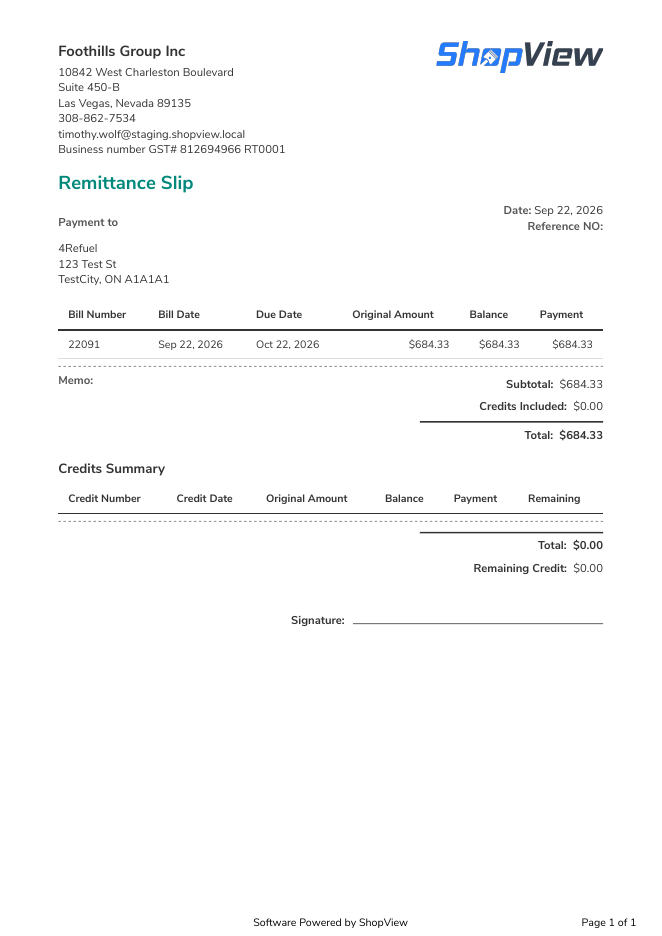 Foothills Group Inc
ShopView
10842 West Charleston Boulevard
Suite 450-B
Las Vegas, Nevada 89135
308-862-7534
timothy.wolf@staging.shopview.local
Business number GST# 812694966 RT0001
Remittance Slip
Date: Sep 22, 2026
Payment to
Reference NO:
4Refuel
123 Test St
TestCity, ON A1A1A1
Bill Number Bill Date Due Date Original Amount Balance Payment
22091 Sep 22, 2026 Oct 22, 2026 $684.33 $684.33 $684.33
Memo:
Subtotal: $684.33
Credits Included: $0.00
Total: $684.33
Credits Summary
Credit Number Credit Date Original Amount Balance Payment Remaining
Total: $0.00
Remaining Credit: $0.00
Signature:
Software Powered by ShopView
Page 1 of 1